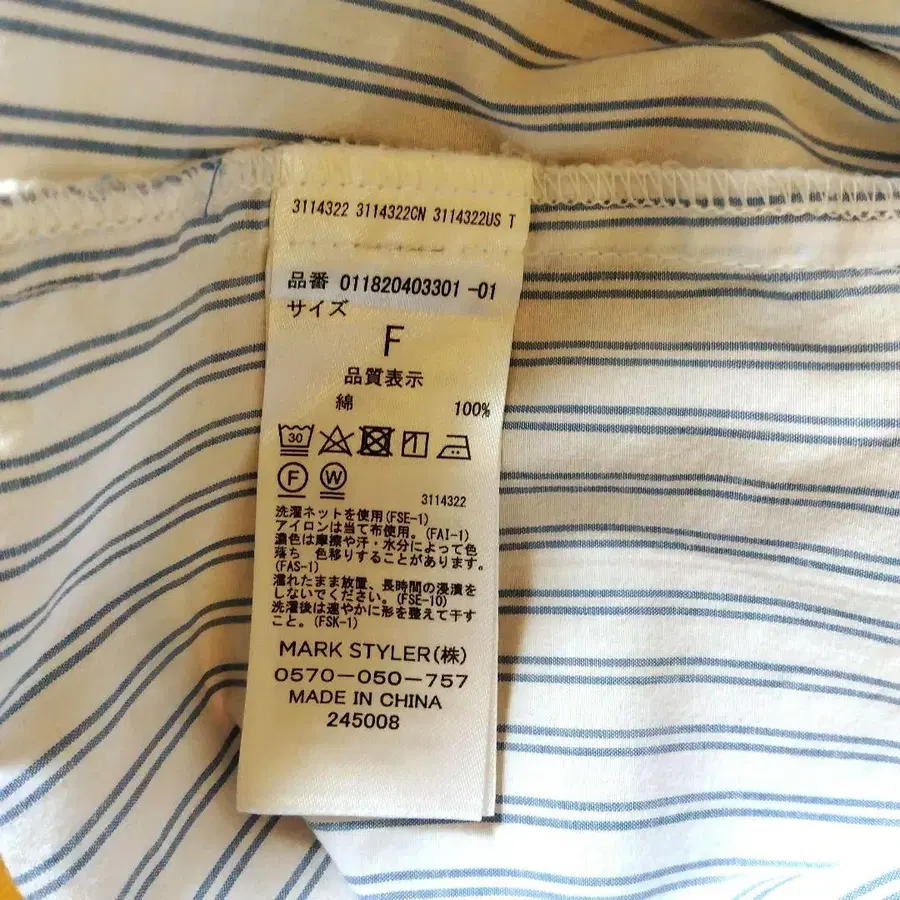 3114322 3114322CN 3114322US T
品番 011820403301 -01
サイズ
F
品質表示
綿 100%
30
F W
3114322
洗濯ネットを使用(FSE-1)
アイロンは当て布使用。(FAI-1)
濃色は摩擦や汗・水分によって色
落ち 色移りすることがあります。
(FAS-1)
濡れたまま放置、長時間の浸漬を
しないでください。(FSE-10)
洗濯後は速やかに形を整えて干す
こと。(FSK-1)
MARK STYLER(株)
0570-050-757
MADE IN CHINA
245008